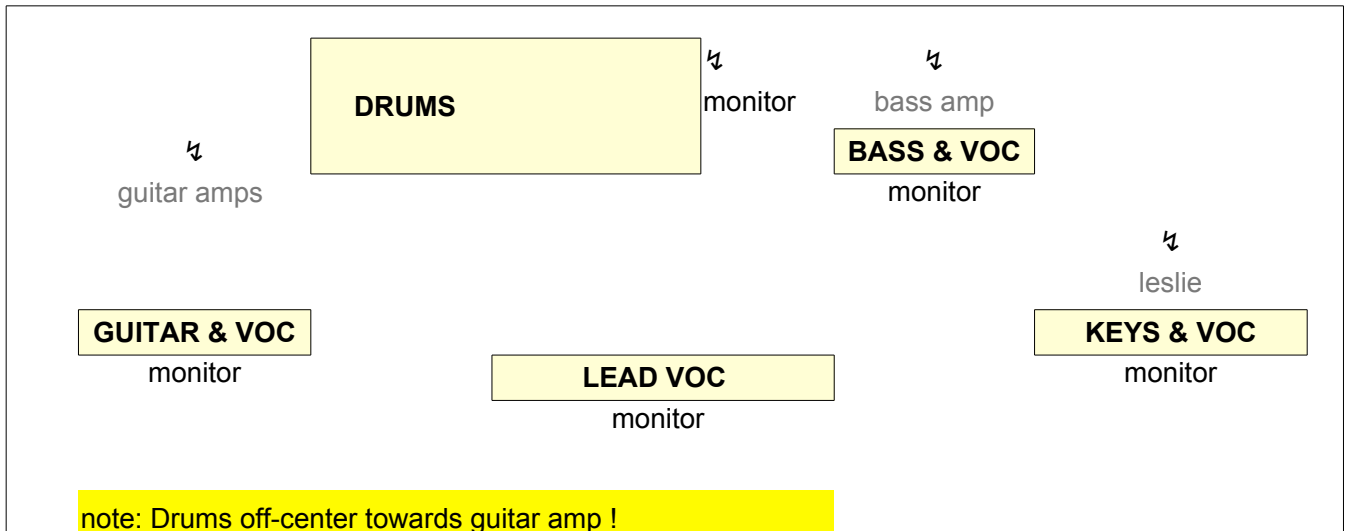 ↯ ↯
DRUMS monitor bass amp
↯ BASS & VOC
guitar amps monitor
↯
leslie
GUITAR & VOC KEYS & VOC
monitor LEAD VOC monitor
monitor
note: Drums off-center towards guitar amp !